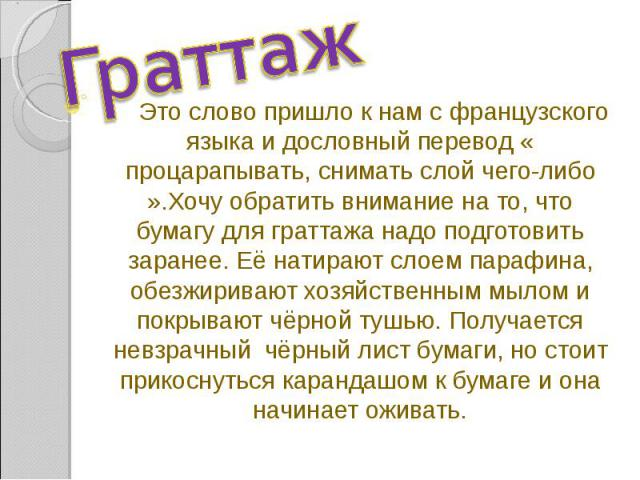 Граттаж
Это слово пришло к нам с французского
языка и дословный перевод «
процарапывать, снимать слой чего-либо
».Хочу обратить внимание на то, что
бумагу для граттажа надо подготовить
заранее. Её натирают слоем парафина,
обезжиривают хозяйственным мылом и
покрывают чёрной тушью. Получается
невзрачный  чёрный лист бумаги, но стоит
прикоснуться карандашом к бумаге и она
начинает оживать.